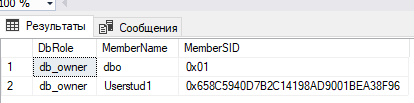 100 %
Результаты Сообщения
DbRole MemberName MemberSID
1 db_owner dbo 0x01
2 db_owner Userstud1 0x658C5940D7B2C14198AD9001BEA38F96